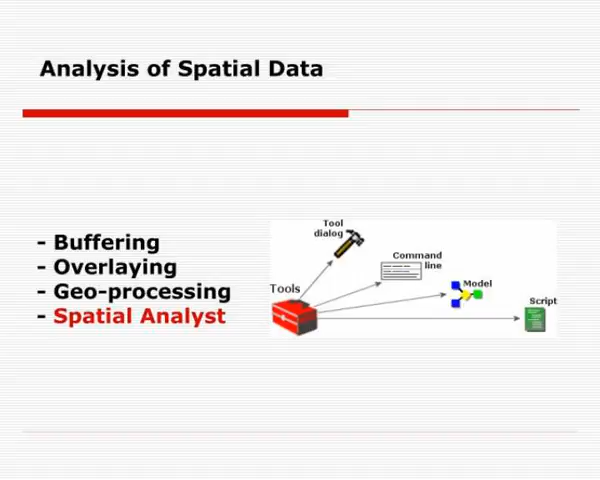 Analysis of Spatial Data
- Buffering
- Overlaying
- Geo-processing
- Spatial Analyst
Tool
dialog
Command
line
Tools
Model
Script